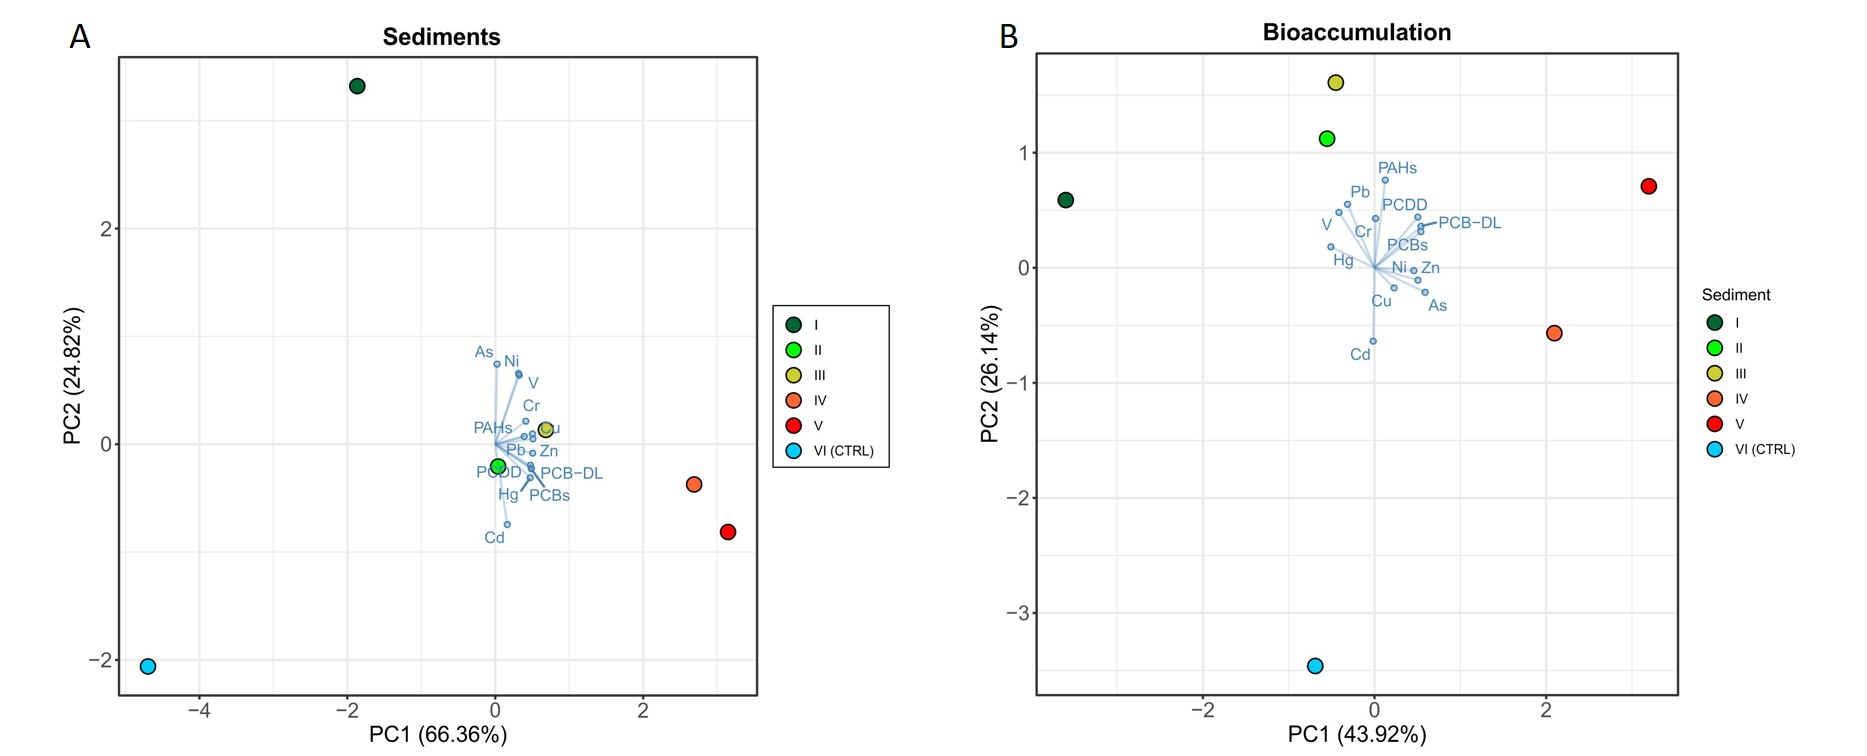 A
Sediments
2
0
−2
−4
−2
0
2
PC1 (66.36%)
PC2 (24.82%)
As
Ni
V
Cr
PAHs
Cu
Pb
Zn
PCDD
PCB−DL
Hg
PCBs
Cd
I
II
III
IV
V
VI (CTRL)
B
Bioaccumulation
1
0
−1
−2
−3
−2
0
2
PC1 (43.92%)
PC2 (26.14%)
PAHs
Pb
PCDD
V
Cr
PCB−DL
PCBs
Hg
Ni
Zn
Cu
As
Cd
Sediment
I
II
III
IV
V
VI (CTRL)